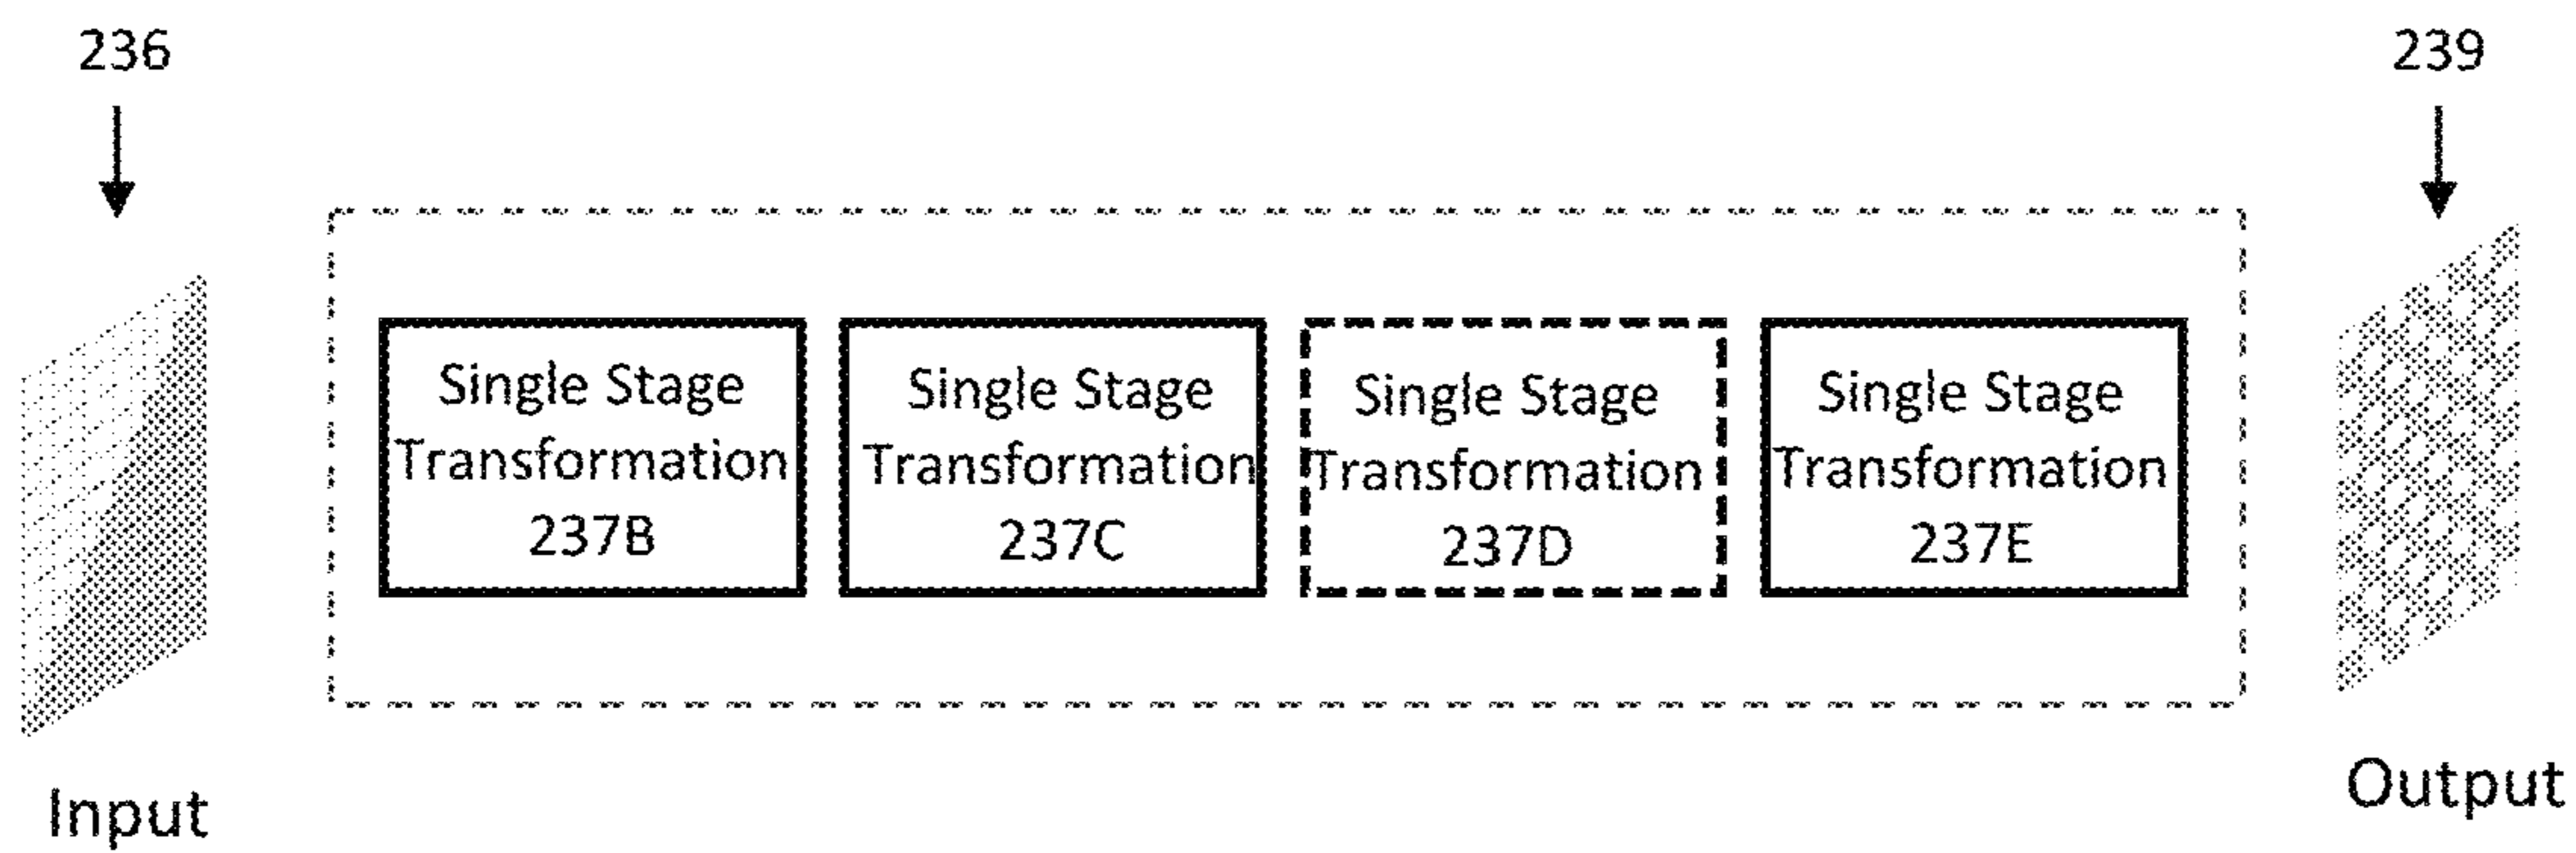 236
239
Single Stage
Transformation
237B
Single Stage
Transformation
237C
Single Stage
Transformation
237D
Single Stage
Transformation
237E
Input
Output